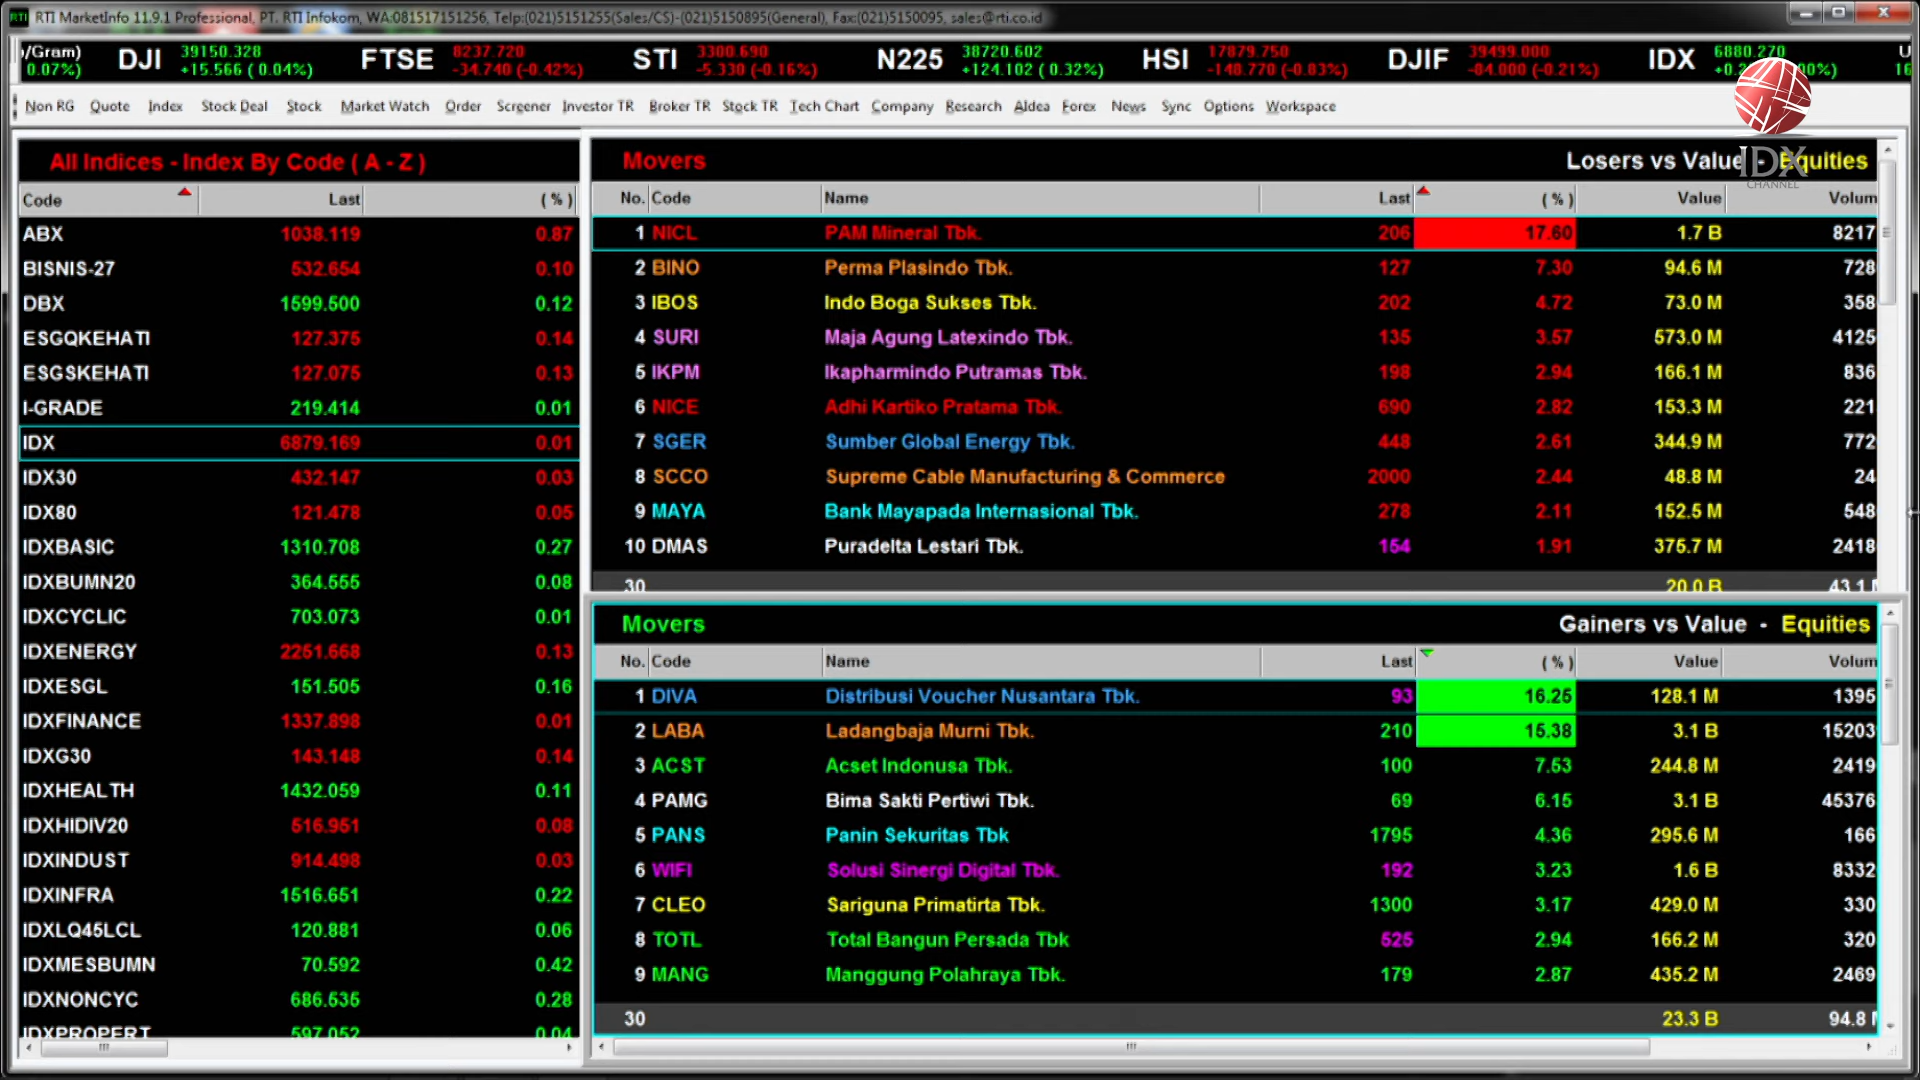 RTI MarketInfo 11.9.1 Professional, PT. RTI Infokom, WA:081517151256, Telp:(021)5151255(Sales/CS)-(021)5150895(General), Fax:(021)5150095, sales@rti.co.id
/Gram) DJI 39150.328 FTSE 8237.720 STI 3300.690 N225 38720.602 HSI 17879.750 DJIF 39499.000 IDX 6880.270
0.07%) +15.566 ( 0.04%) -34.740 (-0.42%) -5.330 (-0.16%) +124.102 ( 0.32%) -148.770 (-0.83%) -84.000 (-0.21%)
Non RG Quote Index Stock Deal Stock Market Watch Order Screener Investor TR Broker TR Stock TR Tech Chart Company Research AIdea Forex News Sync Options Workspace
IDX
CHANNEL
All Indices - Index By Code ( A - Z )
Code Last ( % )
ABX 1038.119 0.87
BISNIS-27 532.654 0.10
DBX 1599.500 0.12
ESGQKEHATI 127.375 0.14
ESGSKEHATI 127.075 0.13
I-GRADE 219.414 0.01
IDX 6879.169 0.01
IDX30 432.147 0.03
IDX80 121.478 0.05
IDXBASIC 1310.708 0.27
IDXBUMN20 364.555 0.08
IDXCYCLIC 703.073 0.01
IDXENERGY 2251.668 0.13
IDXESGL 151.505 0.16
IDXFINANCE 1337.898 0.01
IDXG30 143.148 0.14
IDXHEALTH 1432.059 0.11
IDXHIDIV20 516.951 0.08
IDXINDUST 914.498 0.03
IDXINFRA 1516.651 0.22
IDXLQ45LCL 120.881 0.06
IDXMESBUMN 70.592 0.42
IDXNONCYC 686.535 0.28
IDXPROPERT 597.052 0.04
Movers Losers vs Value - Equities
No. Code Name Last ( % ) Value Volum
1 NICL PAM Mineral Tbk. 206 17.60 1.7 B 8217
2 BINO Perma Plasindo Tbk. 127 7.30 94.6 M 728
3 IBOS Indo Boga Sukses Tbk. 202 4.72 73.0 M 358
4 SURI Maja Agung Latexindo Tbk. 135 3.57 573.0 M 4125
5 IKPM Ikapharmindo Putramas Tbk. 198 2.94 166.1 M 836
6 NICE Adhi Kartiko Pratama Tbk. 690 2.82 153.3 M 221
7 SGER Sumber Global Energy Tbk. 448 2.61 344.9 M 772
8 SCCO Supreme Cable Manufacturing & Commerce 2000 2.44 48.8 M 24
9 MAYA Bank Mayapada Internasional Tbk. 278 2.11 152.5 M 548
10 DMAS Puradelta Lestari Tbk. 154 1.91 375.7 M 2418
30 20.0 B 43.1
Movers Gainers vs Value - Equities
No. Code Name Last ( % ) Value Volum
1 DIVA Distribusi Voucher Nusantara Tbk. 93 16.25 128.1 M 1395
2 LABA Ladangbaja Murni Tbk. 210 15.38 3.1 B 15203
3 ACST Acset Indonusa Tbk. 100 7.53 244.8 M 2419
4 PAMG Bima Sakti Pertiwi Tbk. 69 6.15 3.1 B 45376
5 PANS Panin Sekuritas Tbk 1795 4.36 295.6 M 166
6 WIFI Solusi Sinergi Digital Tbk. 192 3.23 1.6 B 8332
7 CLEO Sariguna Primatirta Tbk. 1300 3.17 429.0 M 330
8 TOTL Total Bangun Persada Tbk 525 2.94 166.2 M 320
9 MANG Manggung Polahraya Tbk. 179 2.87 435.2 M 2469
30 23.3 B 94.8